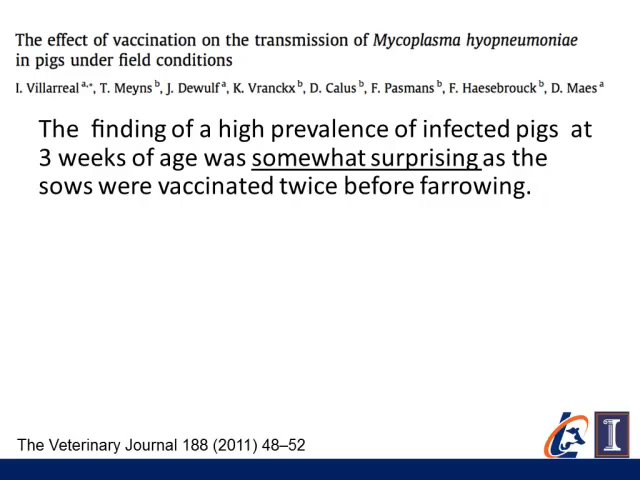 The effect of vaccination on the transmission of Mycoplasma hyopneumoniae
in pigs under field conditions
I. Villarreal a,*, T. Meyns b, J. Dewulf a, K. Vranckx b, D. Calus b, F. Pasmans b, F. Haesebrouck b, D. Maes a
The finding of a high prevalence of infected pigs at
3 weeks of age was somewhat surprising as the
sows were vaccinated twice before farrowing.
The Veterinary Journal 188 (2011) 48–52
I